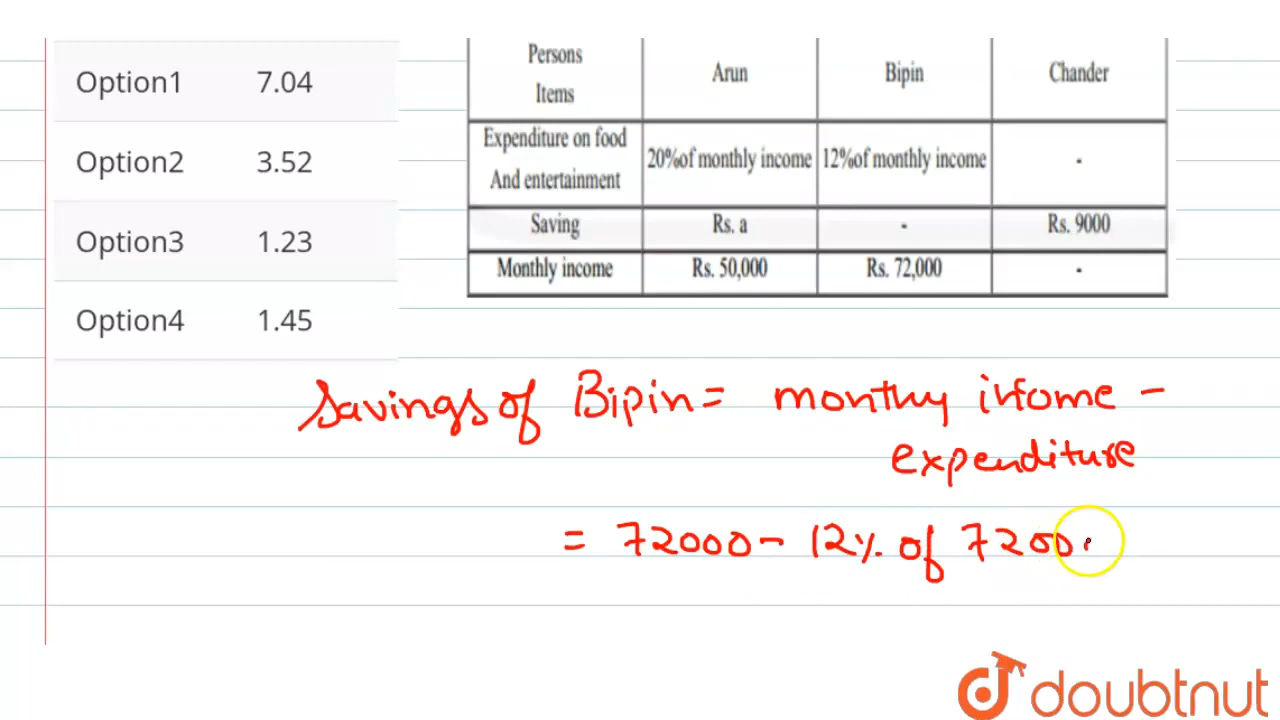 Option1 7.04
Option2 3.52
Option3 1.23
Option4 1.45
Persons
Items
Arun
Bipin
Chander
Expenditure on food
And entertainment
20%of monthly income
12%of monthly income
-
Saving
Rs. a
-
Rs. 9000
Monthly income
Rs. 50,000
Rs. 72,000
-
Savings of Bipin = monthy infome -
expenditure
= 72000 - 12% of 7200
doubtnut